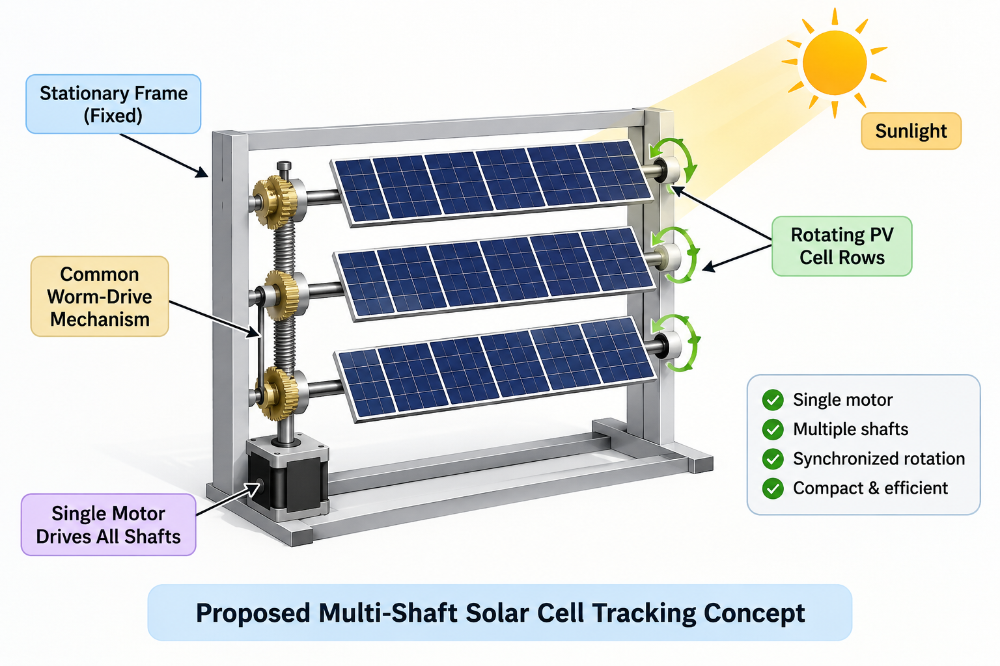 Sunlight
Stationary Frame
(Fixed)
Rotating PV
Cell Rows
Common
Worm-Drive
Mechanism
Single motor
Multiple shafts
Synchronized rotation
Compact & efficient
Single Motor
Drives All Shafts
Proposed Multi-Shaft Solar Cell Tracking Concept